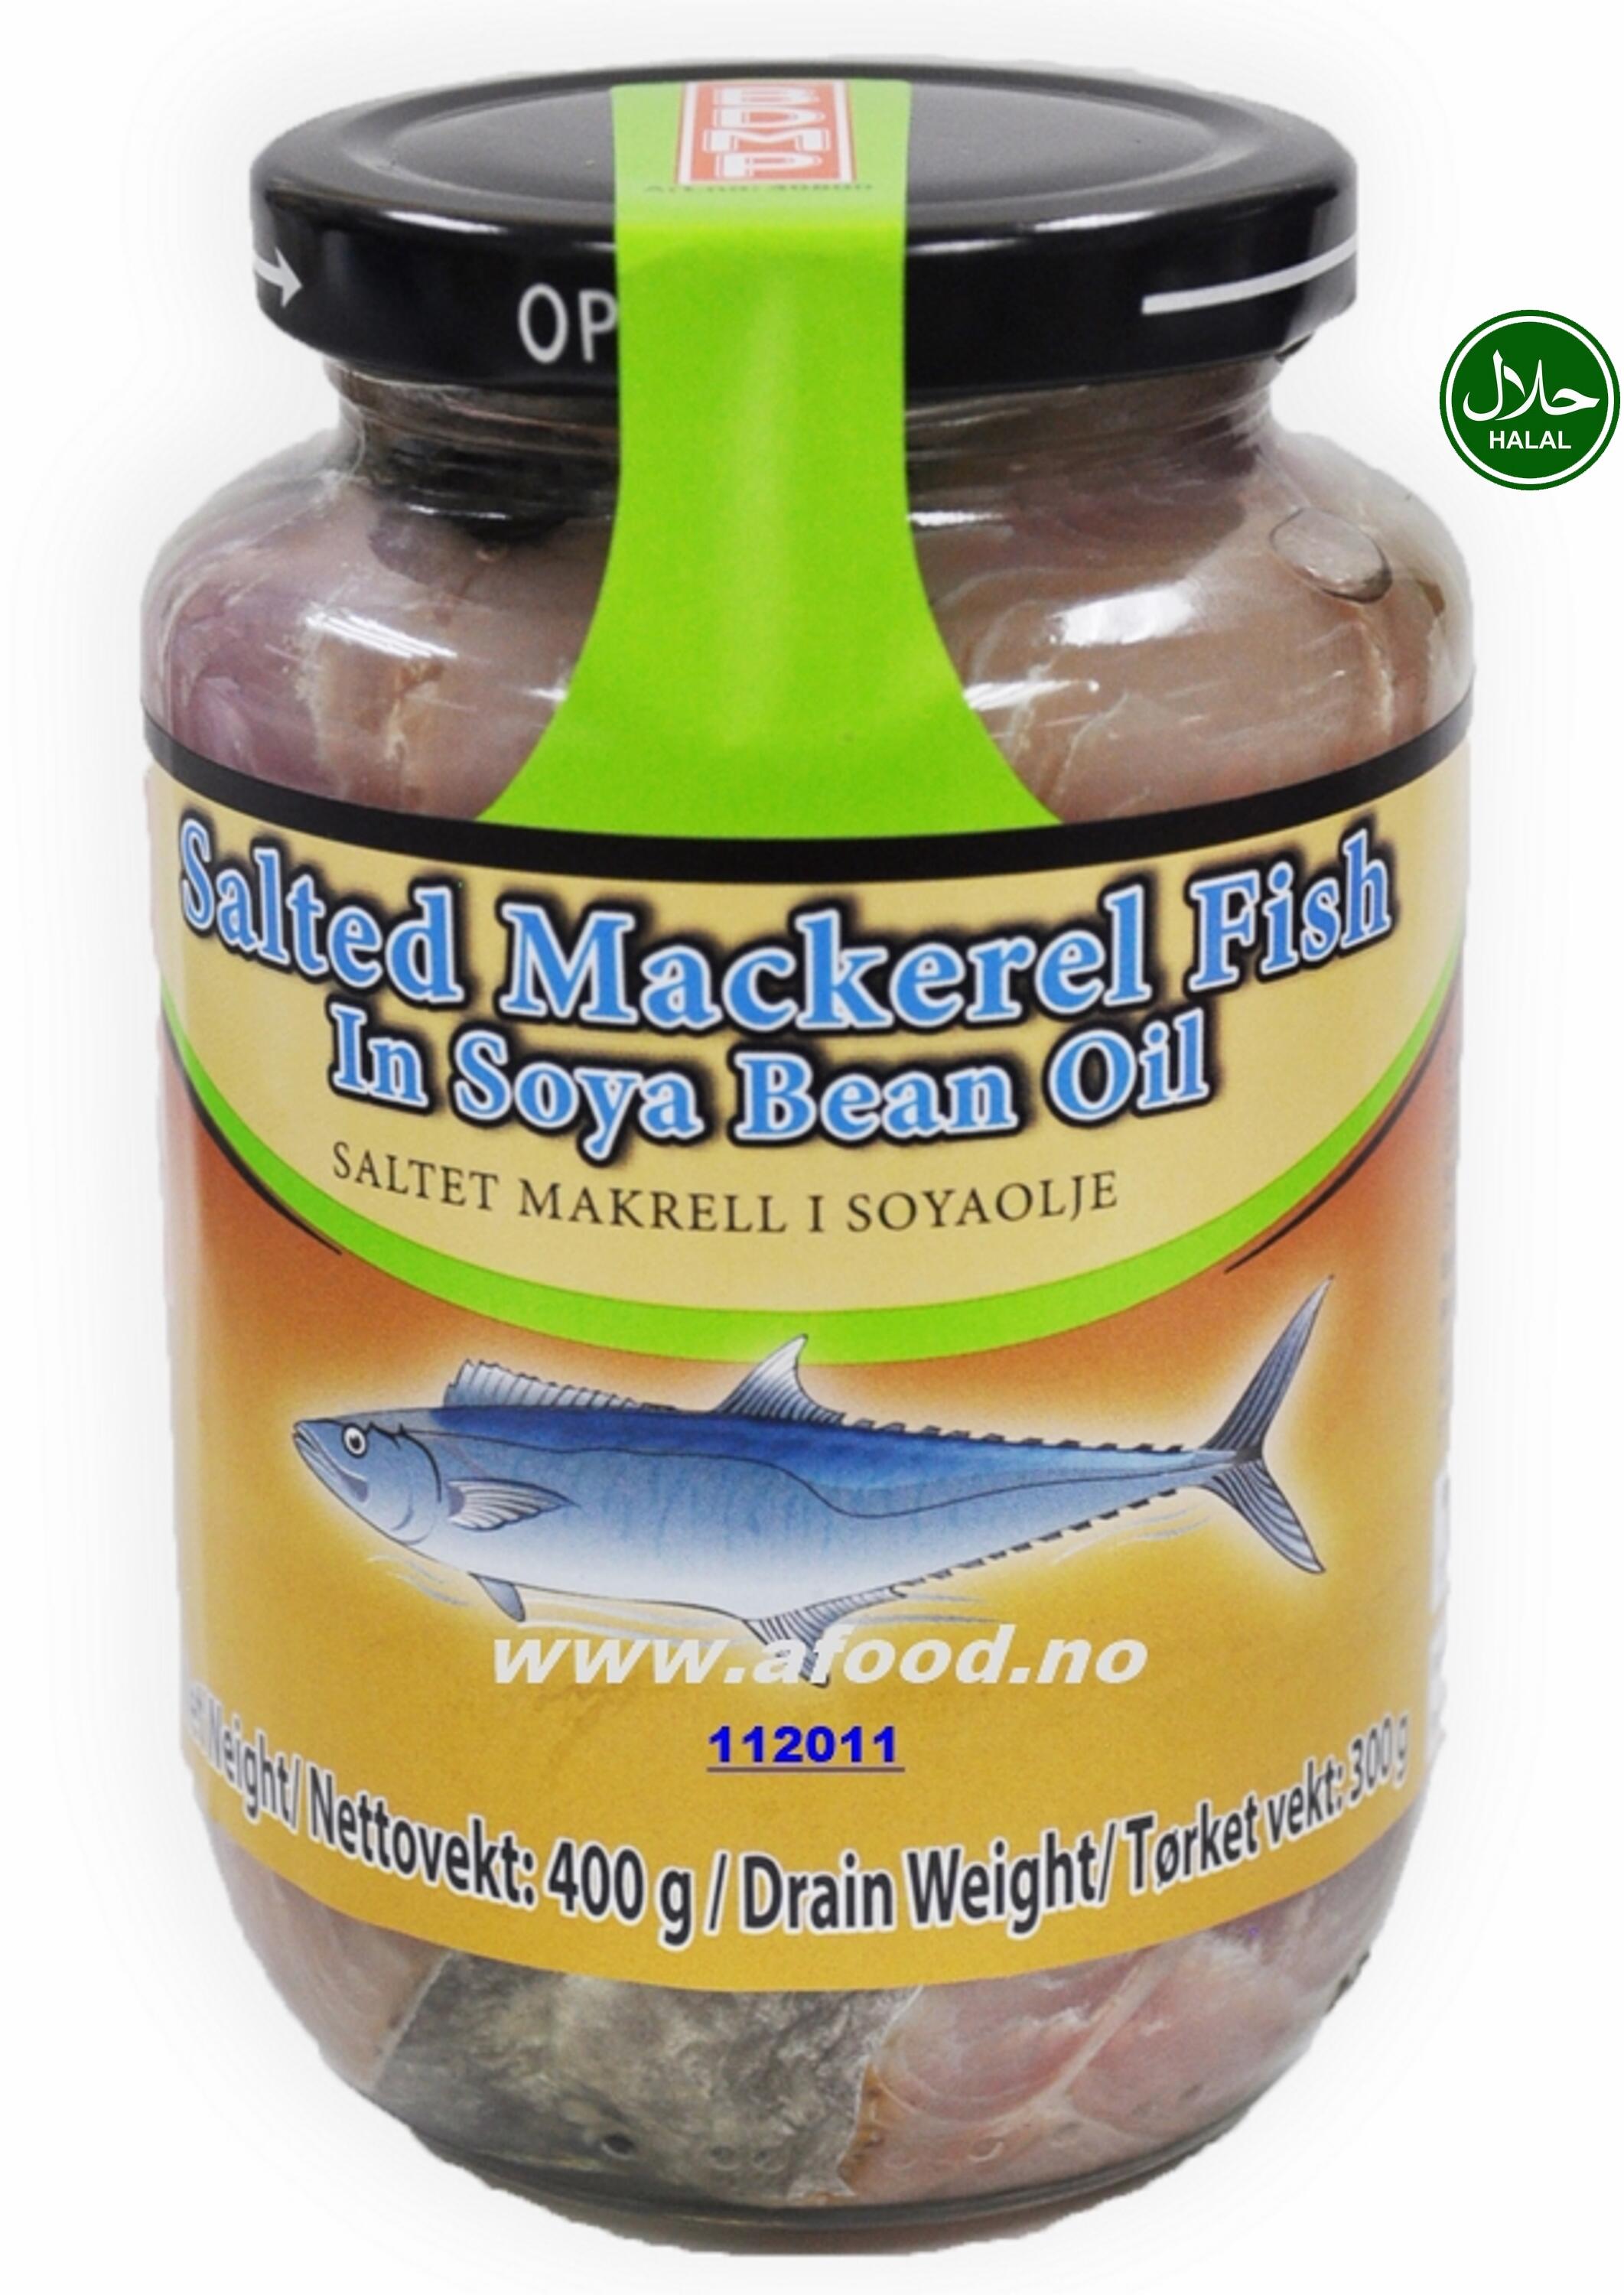 BDMP
OP
حلال
HALAL
Salted Mackerel Fish
In Soya Bean Oil
SALTET MAKRELL I SOYAOLJE
www.afood.no
112011
Weight/ Nettovekt: 400 g / Drain Weight/ Tørket vekt: 300 g